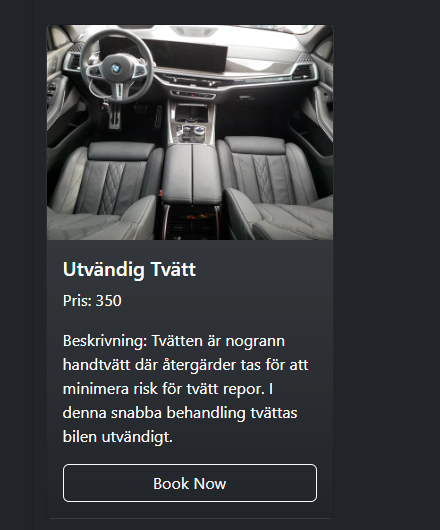 Utvändig Tvätt
Pris: 350
Beskrivning: Tvätten är nogrann
handtvätt där återgärder tas för att
minimera risk för tvätt repor. I
denna snabba behandling tvättas
bilen utvändigt.
Book Now